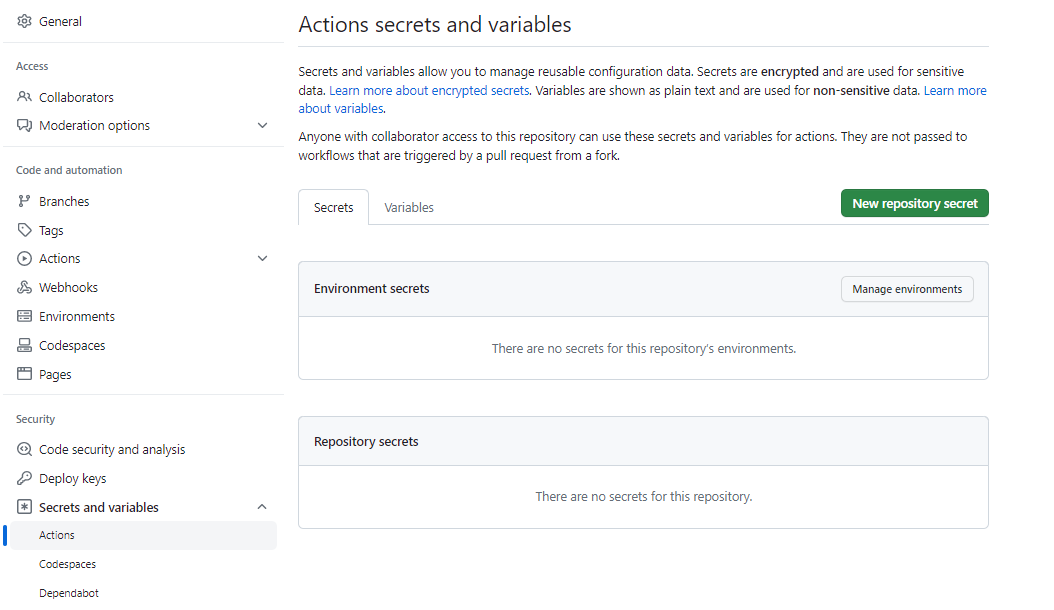 General
Access
Collaborators
Moderation options
Code and automation
Branches
Tags
Actions
Webhooks
Environments
Codespaces
Pages
Security
Code security and analysis
Deploy keys
Secrets and variables
Actions
Codespaces
Dependabot
Actions secrets and variables
Secrets and variables allow you to manage reusable configuration data. Secrets are encrypted and are used for sensitive
data. Learn more about encrypted secrets. Variables are shown as plain text and are used for non-sensitive data. Learn more
about variables.
Anyone with collaborator access to this repository can use these secrets and variables for actions. They are not passed to
workflows that are triggered by a pull request from a fork.
Secrets
Variables
New repository secret
Environment secrets
Manage environments
There are no secrets for this repository's environments.
Repository secrets
There are no secrets for this repository.